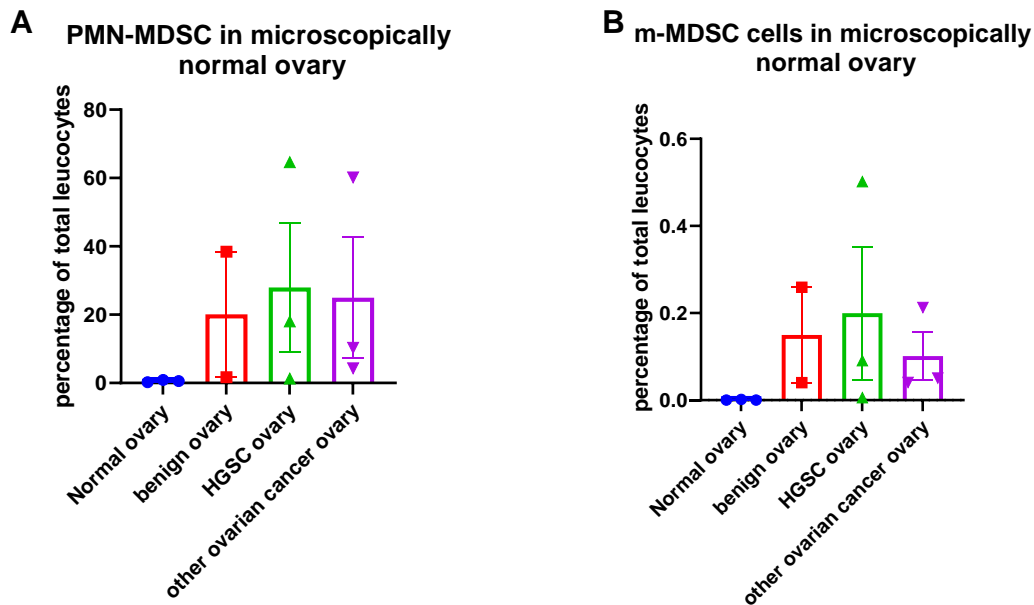 A
PMN-MDSC in microscopically
normal ovary
percentage of total leucocytes
80
60
40
20
0
Normal ovary
benign ovary
HGSC ovary
other ovarian cancer ovary
B
m-MDSC cells in microscopically
normal ovary
percentage of total leucocytes
0.6
0.4
0.2
0.0
Normal ovary
benign ovary
HGSC ovary
other ovarian cancer ovary